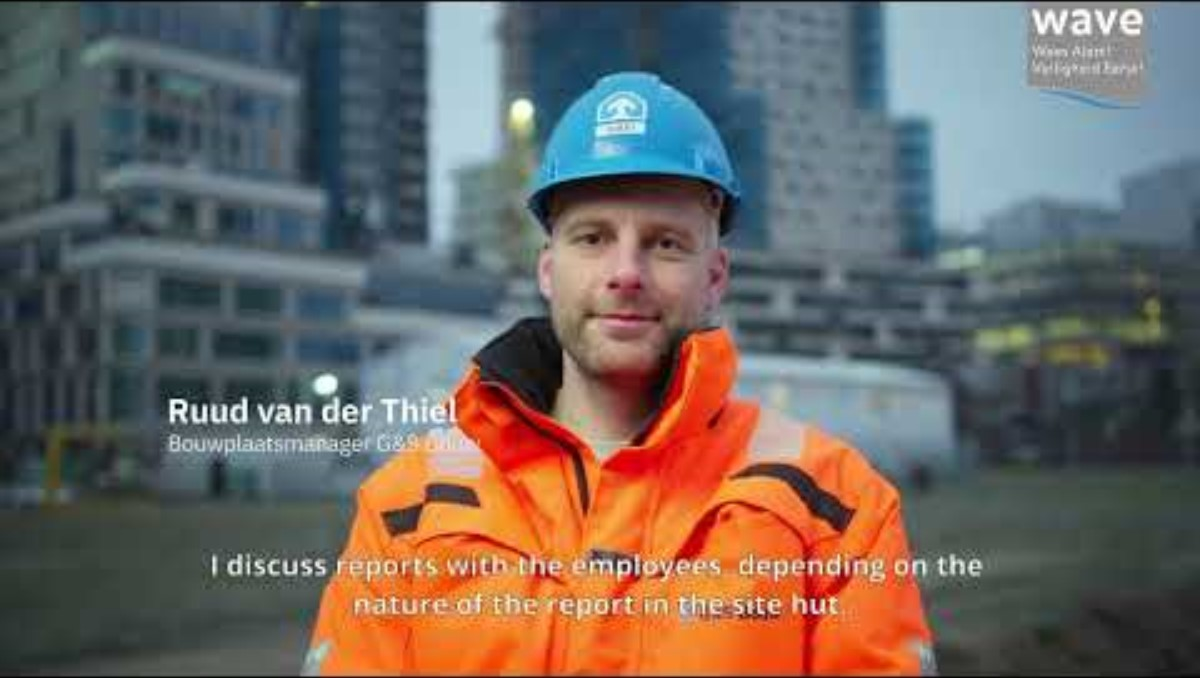 wave
Wees Alert!
Veiligheid Eerst!
Ruud van der Thiel
Bouwplaatsmanager G&S
I discuss reports with the employees, depending on the
nature of the report in the site hut.